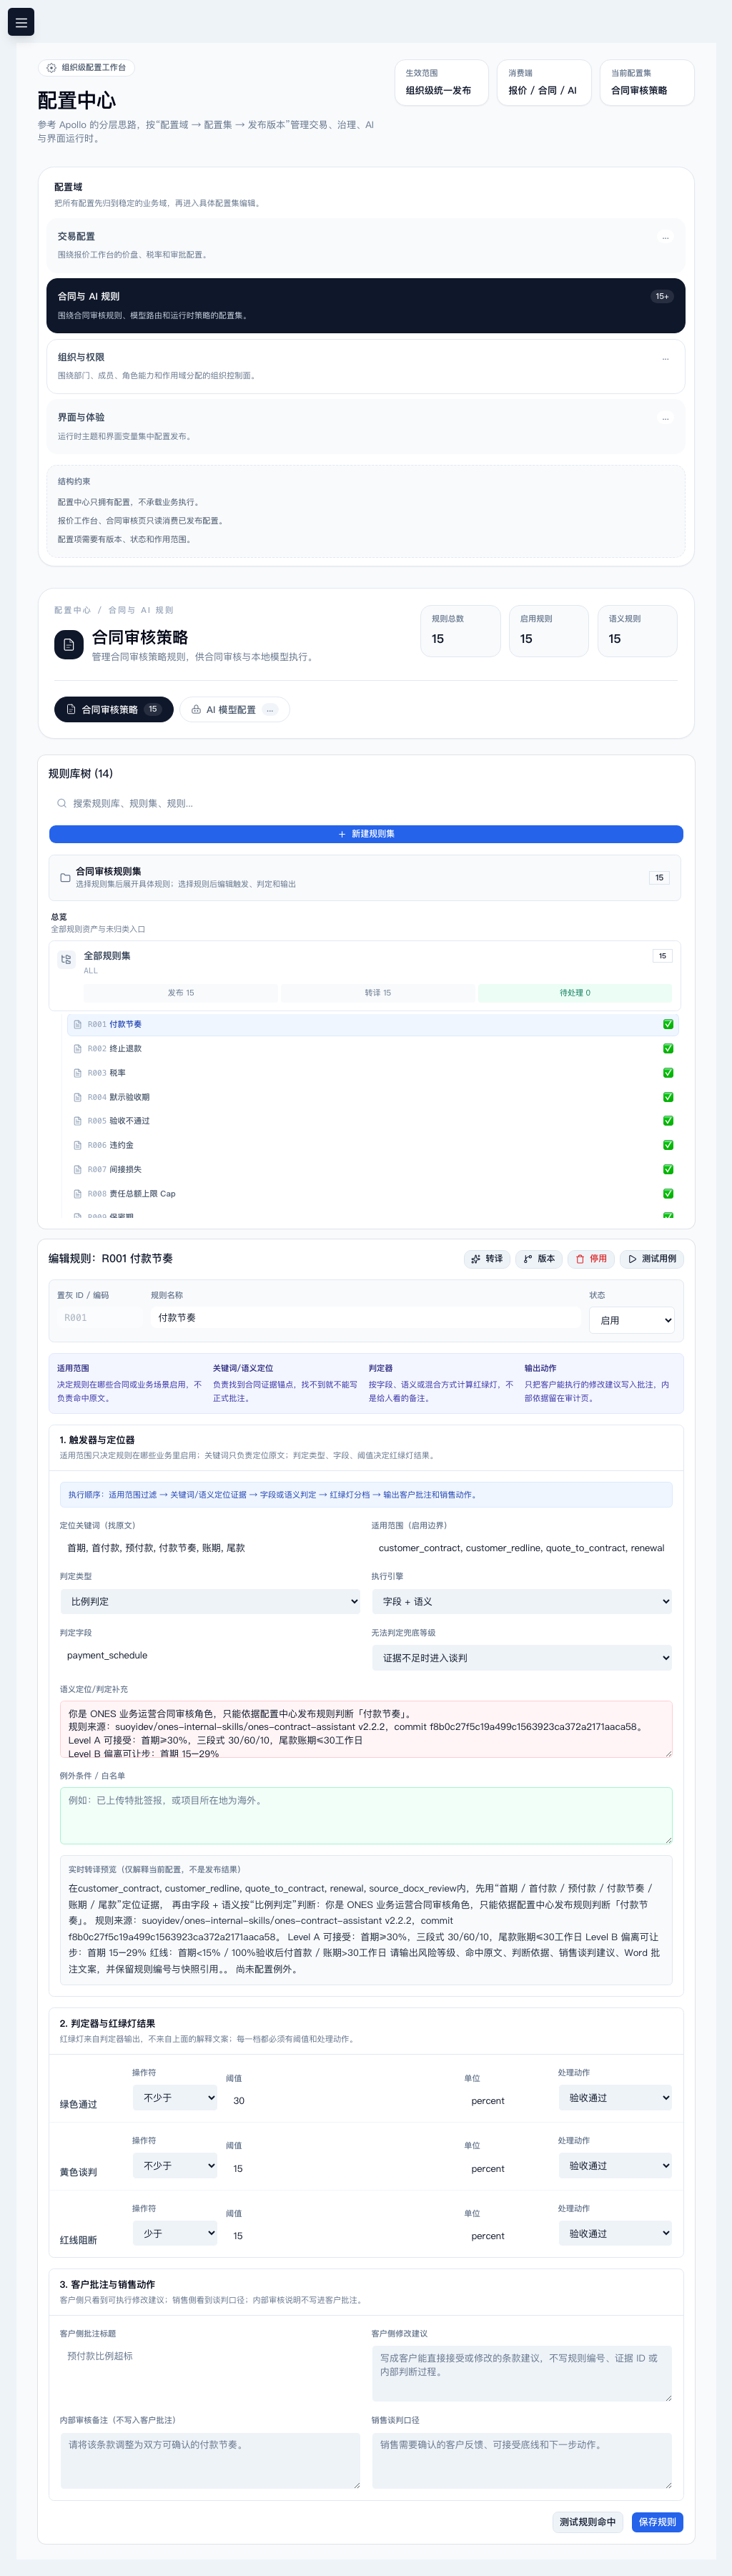 组织级配置工作台
配置中心
参考 Apollo 的分层思路，按“配置域 → 配置集 → 发布版本”管理交易、治理、AI
与界面运行时。
生效范围
组织级统一发布
消费端
报价 / 合同 / AI
当前配置集
合同审核策略
配置域
把所有配置先归到稳定的业务域，再进入具体配置集编辑。
交易配置
...
围绕报价工作台的价盘、税率和审批配置。
合同与 AI 规则
15+
围绕合同审核规则、模型路由和运行时策略的配置集。
组织与权限
...
围绕部门、成员、角色能力和作用域分配的组织控制面。
界面与体验
...
运行时主题和界面变量集中配置发布。
结构约束
配置中心只拥有配置，不承载业务执行。
报价工作台、合同审核页只读消费已发布配置。
配置项需要有版本、状态和作用范围。
配置中心 / 合同与 AI 规则
合同审核策略
管理合同审核策略规则，供合同审核与本地模型执行。
规则总数
15
启用规则
15
语义规则
15
合同审核策略 15
AI 模型配置 ...
规则库树 (14)
搜索规则库、规则集、规则...
+ 新建规则集
合同审核规则集
选择规则集后展开具体规则；选择规则后编辑触发、判定和输出
15
总览
全部规则资产与未归类入口
全部规则集
15
ALL
发布 15
转译 15
待处理 0
R001 付款节奏
R002 终止退款
R003 税率
R004 默示验收期
R005 验收不通过
R006 违约金
R007 间接损失
R008 责任总额上限 Cap
R009 保密期
编辑规则：R001 付款节奏
转译
版本
停用
测试用例
置灰 ID / 编码
R001
规则名称
付款节奏
状态
启用
适用范围
决定规则在哪些合同或业务场景启用，不
负责命中原文。
关键词/语义定位
负责找到合同证据锚点，找不到就不能写
正式批注。
判定器
按字段、语义或混合方式计算红绿灯，不
是给人看的备注。
输出动作
只把客户能执行的修改建议写入批注，内
部依据留在审计页。
1. 触发器与定位器
适用范围只决定规则在哪些业务里启用；关键词只负责定位原文；判定类型、字段、阈值决定红绿灯结果。
执行顺序：适用范围过滤 → 关键词/语义定位证据 → 字段或语义判定 → 红绿灯分档 → 输出客户批注和销售动作。
定位关键词（找原文）
首期, 首付款, 预付款, 付款节奏, 账期, 尾款
适用范围（启用边界）
customer_contract, customer_redline, quote_to_contract, renewal
判定类型
比例判定
执行引擎
字段 + 语义
判定字段
payment_schedule
无法判定兜底等级
证据不足时进入谈判
语义定位/判定补充
你是 ONES 业务运营合同审核角色，只能依据配置中心发布规则判断「付款节奏」。
规则来源：suoyidev/ones-internal-skills/ones-contract-assistant v2.2.2，commit f8b0c27f5c19a499c1563923ca372a2171aaca58。
Level A 可接受：首期≥30%，三段式 30/60/10，尾款账期≤30工作日
Level B 偏离可让步：首期 15—29%
例外条件 / 白名单
例如：已上传特批签报，或项目所在地为海外。
实时转译预览（仅解释当前配置，不是发布结果）
在customer_contract, customer_redline, quote_to_contract, renewal, source_docx_review内，先用“首期 / 首付款 / 预付款 / 付款节奏 /
账期 / 尾款”定位证据， 再由字段 + 语义按“比例判定”判断：你是 ONES 业务运营合同审核角色，只能依据配置中心发布规则判断「付款节
奏」。 规则来源：suoyidev/ones-internal-skills/ones-contract-assistant v2.2.2，commit
f8b0c27f5c19a499c1563923ca372a2171aaca58。 Level A 可接受：首期≥30%，三段式 30/60/10，尾款账期≤30工作日 Level B 偏离可让
步：首期 15—29% 红线：首期<15% / 100%验收后付首款 / 账期>30工作日 请输出风险等级、命中原文、判断依据、销售谈判建议、Word 批
注文案，并保留规则编号与快照引用。。 尚未配置例外。
2. 判定器与红绿灯结果
红绿灯来自判定器输出，不来自上面的解释文案；每一档都必须有阈值和处理动作。
绿色通过
操作符
不少于
阈值
30
单位
percent
处理动作
验收通过
黄色谈判
操作符
不少于
阈值
15
单位
percent
处理动作
验收通过
红线阻断
操作符
少于
阈值
15
单位
percent
处理动作
验收通过
3. 客户批注与销售动作
客户侧只看到可执行修改建议；销售侧看到谈判口径；内部审核说明不写进客户批注。
客户侧批注标题
预付款比例超标
客户侧修改建议
写成客户能直接接受或修改的条款建议，不写规则编号、证据 ID 或
内部判断过程。
内部审核备注（不写入客户批注）
请将该条款调整为双方可确认的付款节奏。
销售谈判口径
销售需要确认的客户反馈、可接受底线和下一步动作。
测试规则命中
保存规则